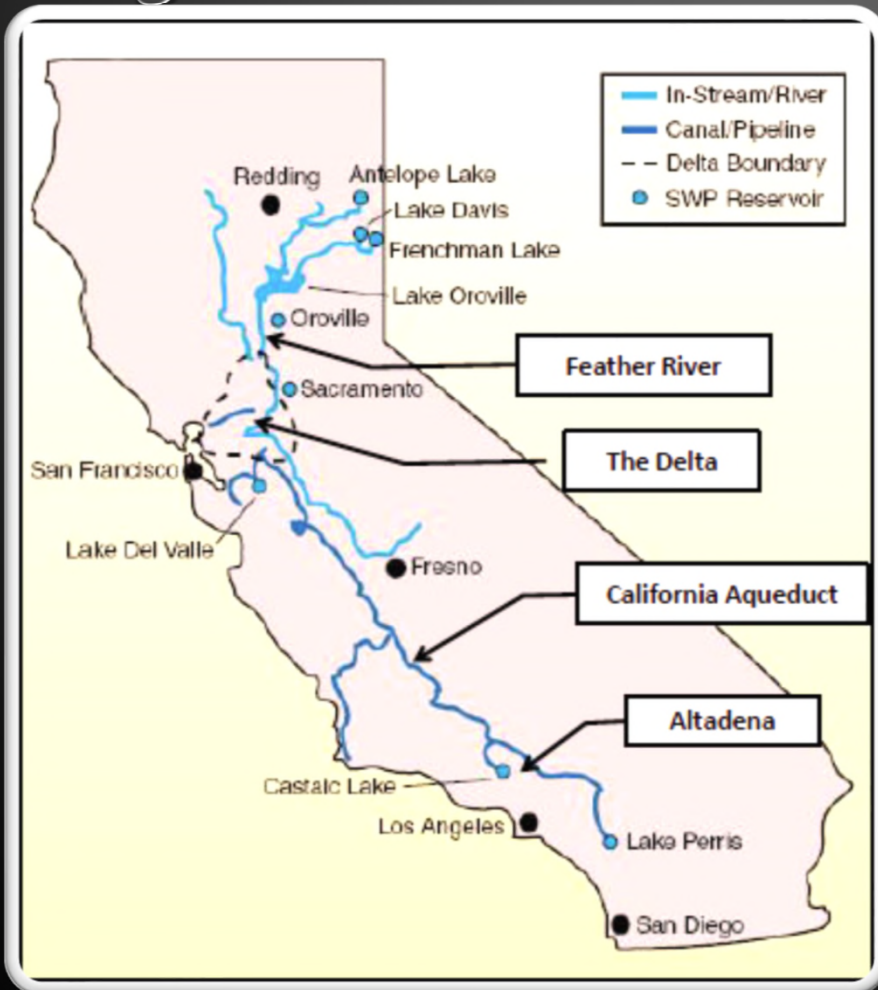 In-Stream/River
Canal/Pipeline
Delta Boundary
SWP Reservoir
Redding
Antelope Lake
Lake Davis
Frenchman Lake
Lake Oroville
Oroville
Feather River
Sacramento
The Delta
San Francisco
Lake Del Valle
Fresno
California Aqueduct
Altadena
Castaic Lake
Los Angeles
Lake Perris
San Diego